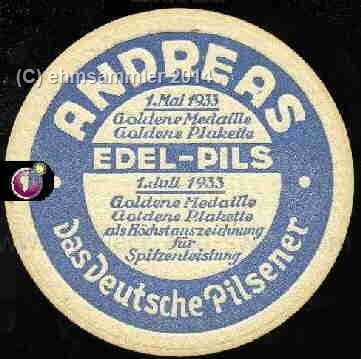 (C) ehmsammler 2014
ANDREAS
1. Mai 1933
Goldene Medaille
Goldene Plakette
EDEL-PILS
1. Juli 1933
Goldene Medaille
Goldene Plakette
als Höchstauszeichnung
für
Spitzenleistung
Das Deutsche Pilsener